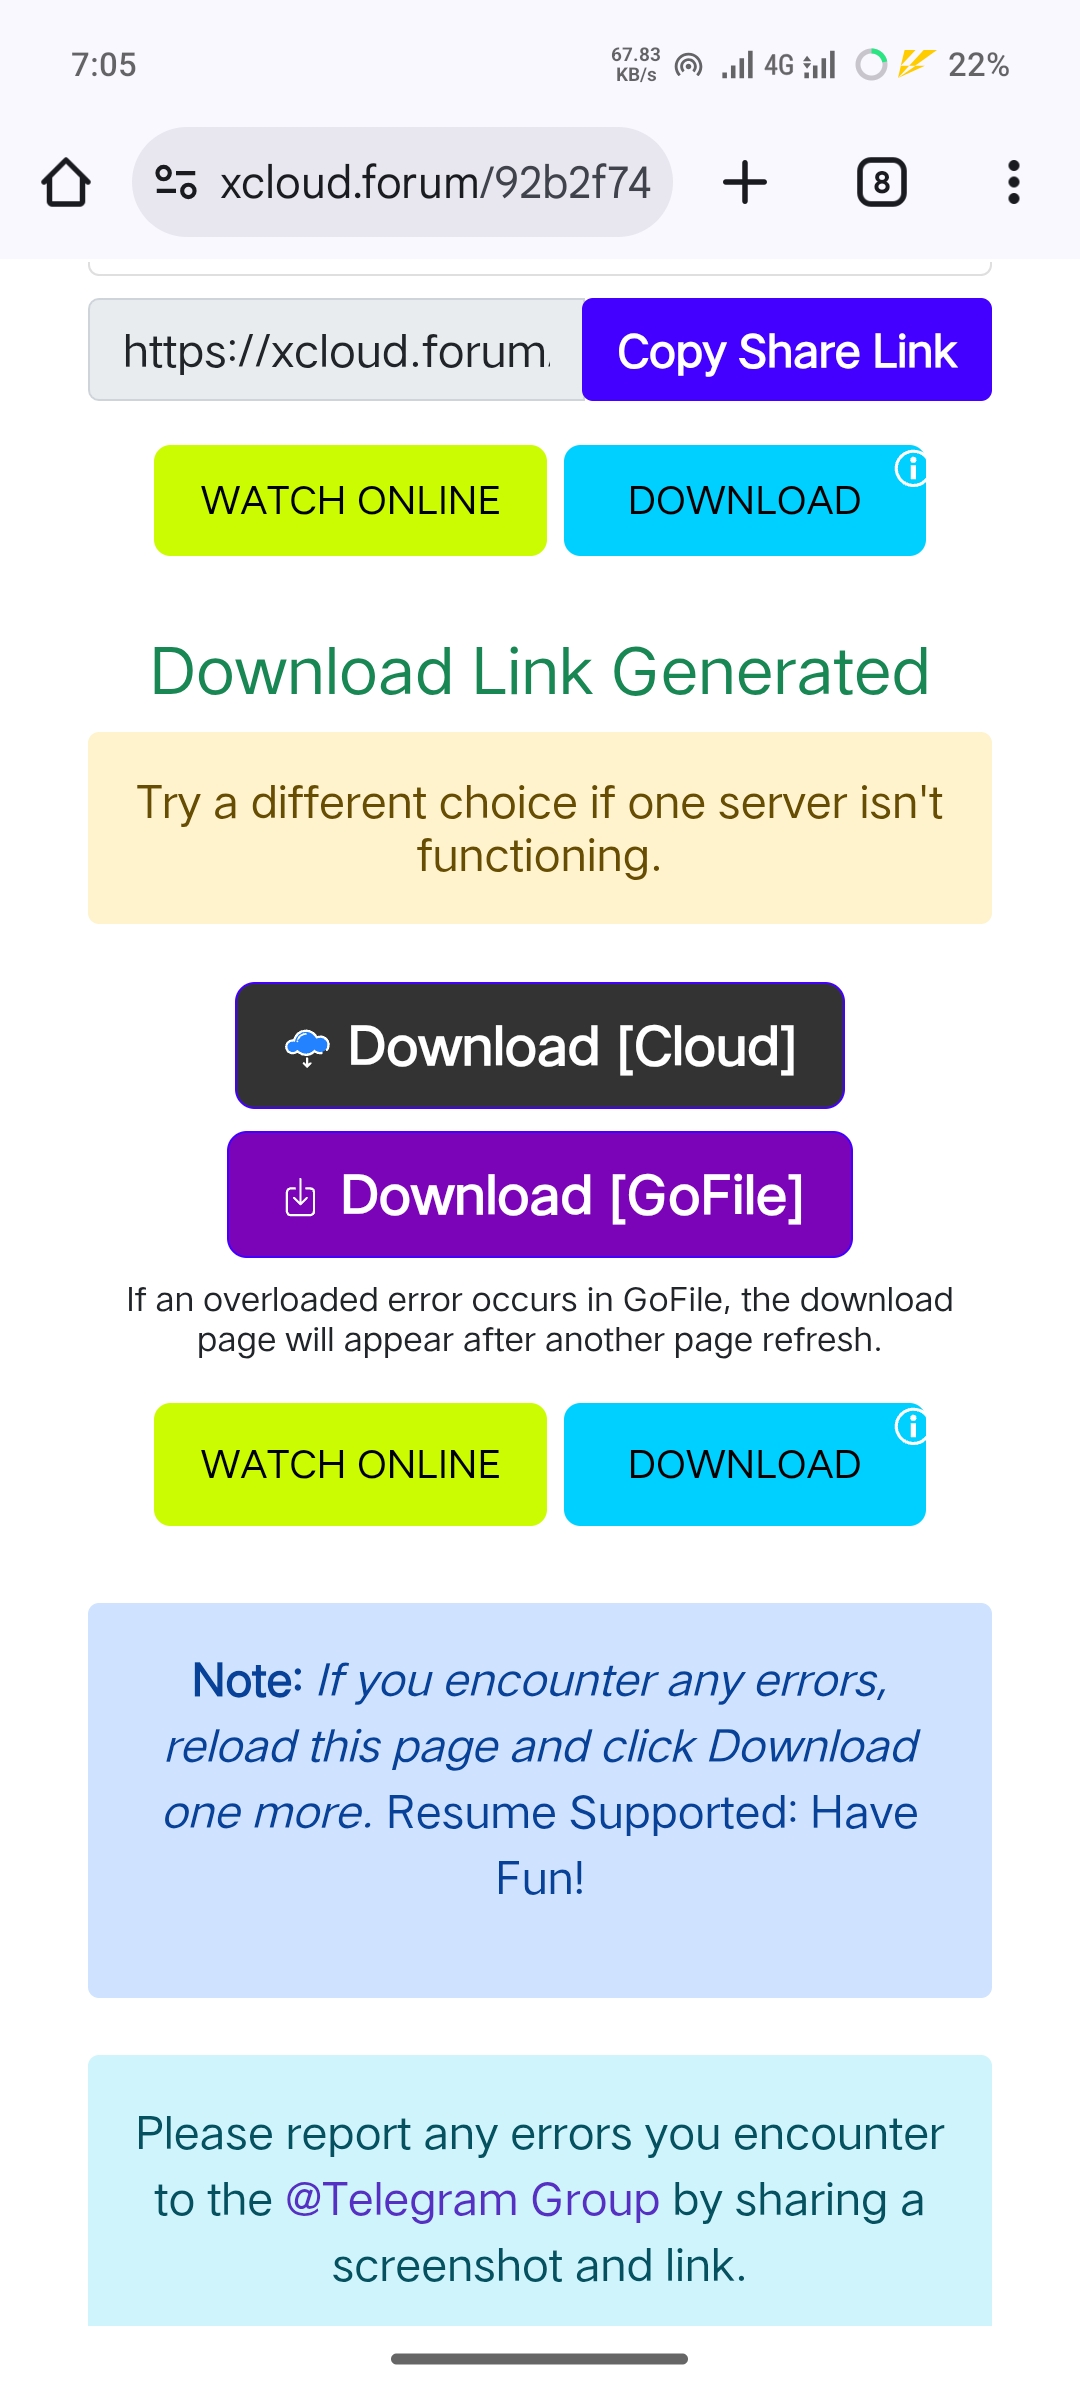 7:05
67.83
KB/s
4G
22%
xcloud.forum/92b2f74
8
https://xcloud.forum
Copy Share Link
WATCH ONLINE
DOWNLOAD
Download Link Generated
Try a different choice if one server isn't
functioning.
Download [Cloud]
Download [GoFile]
If an overloaded error occurs in GoFile, the download
page will appear after another page refresh.
WATCH ONLINE
DOWNLOAD
Note: If you encounter any errors,
reload this page and click Download
one more. Resume Supported: Have
Fun!
Please report any errors you encounter
to the @Telegram Group by sharing a
screenshot and link.